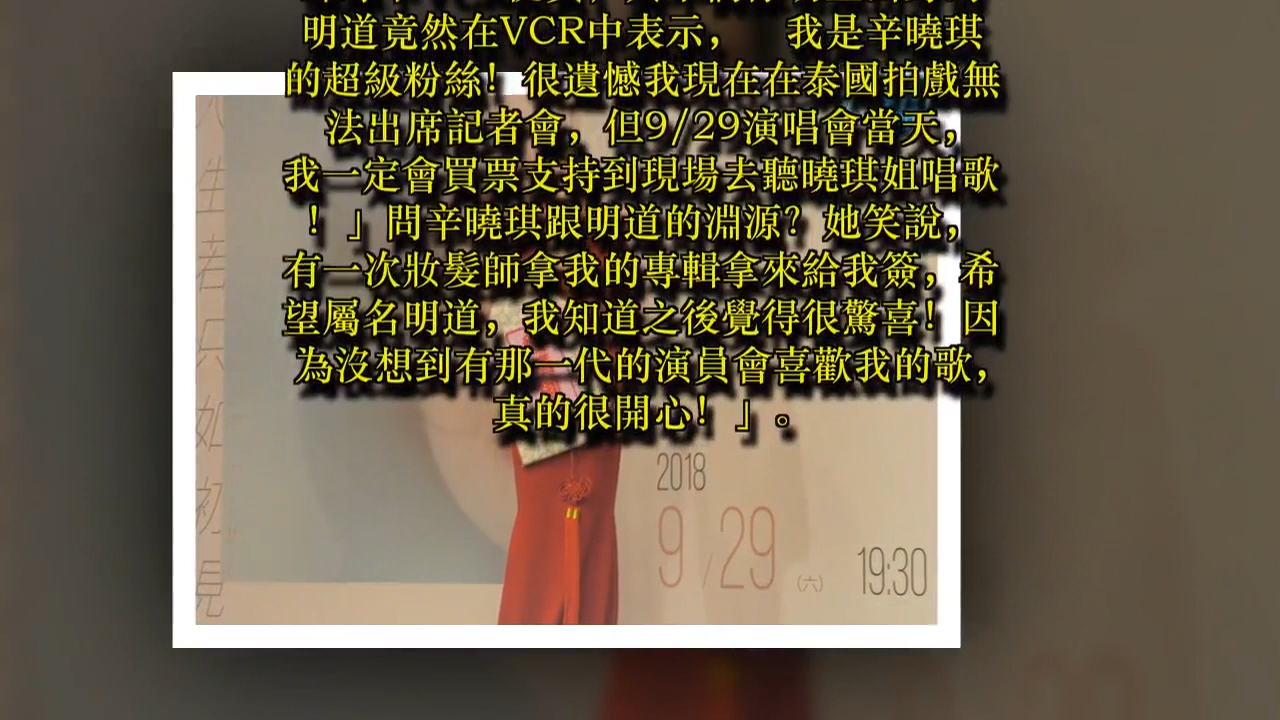 明道竟然在VCR中表示， 我是辛曉琪
的超級粉絲！很遺憾我現在在泰國拍戲無
法出席記者會，但9/29演唱會當天，
我一定會買票支持到現場去聽曉琪姐唱歌
！」問辛曉琪跟明道的淵源？她笑說，
有一次妝髮師拿我的專輯拿來給我簽，希
望屬名明道，我知道之後覺得很驚喜！因
為沒想到有那一代的演員會喜歡我的歌，
真的很開心！」。
人生若只如初見
2018
9/29 (六) 19:30